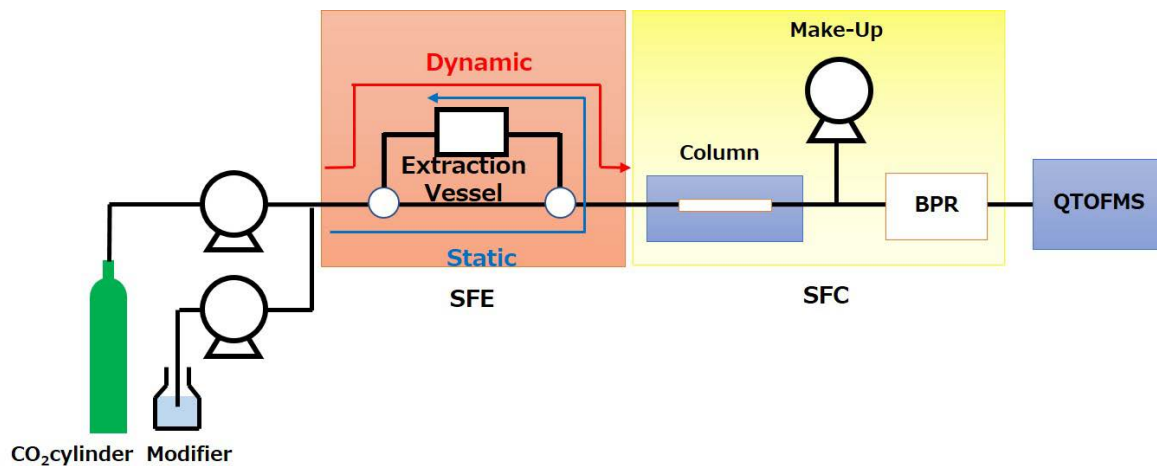 Make-Up
Dynamic
Column
Extraction
Vessel
BPR
QTOFMS
Static
SFE
SFC
CO₂cylinder
Modifier